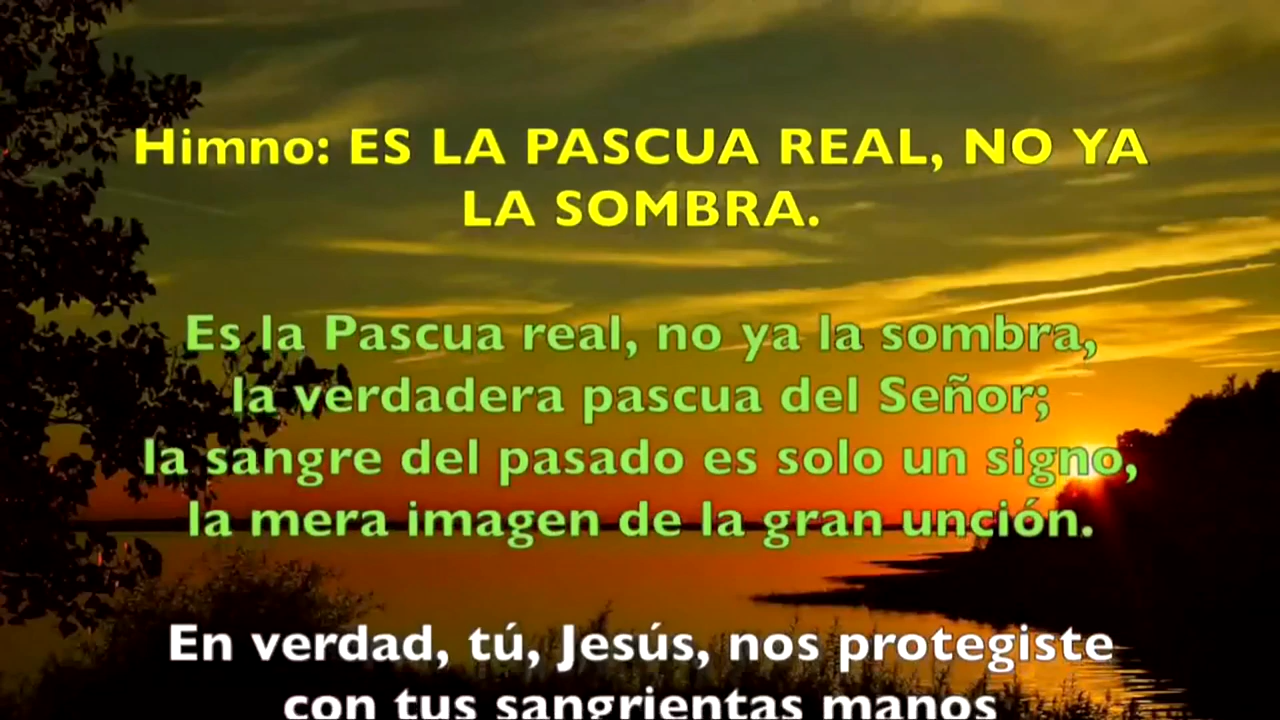 Himno: ES LA PASCUA REAL, NO YA
LA SOMBRA.
Es la Pascua real, no ya la sombra,
la verdadera pascua del Señor;
la sangre del pasado es solo un signo,
la mera imagen de la gran unción.
En verdad, tú, Jesús, nos protegiste
con tus sangrientas manos